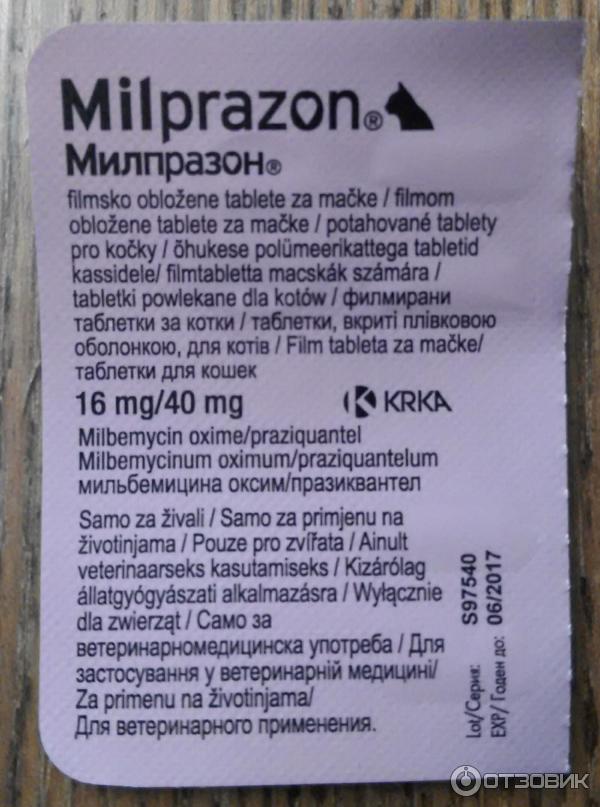 Milprazon®
Милпразон®
filmsko obložene tablete za mačke / filmom
obložene tablete za mačke / potahované tablety
pro kočky / õhukese polümeerikattega tabletid
kassidele/ filmtabletta macskák számára /
tabletki powlekane dla kotów / филмирани
таблетки за котки / таблетки, вкриті плівковою
оболонкою, для котів / Film tableta za mačke/
таблетки для кошек
16 mg/40 mg KRKA
Milbemycin oxime/praziquantel
Milbemycinum oximum/praziquantelum
мильбемицина оксим/празиквантел
Samo za živali / Samo za primjenu na
životinjama / Pouze pro zvířata / Ainult
veterinaarseks kasutamiseks / Kizárólag
állatgyógyászati alkalmazásra / Wyłącznie
dla zwierząt / Само за
ветеринарномедицинска употреба / Для
застосування у ветеринарній медицині/
Za primenu na životinjama/
Для ветеринарного применения.
Lot/Серия: S97540
EXP/ Годен до: 06/2017
ОТЗОВИК